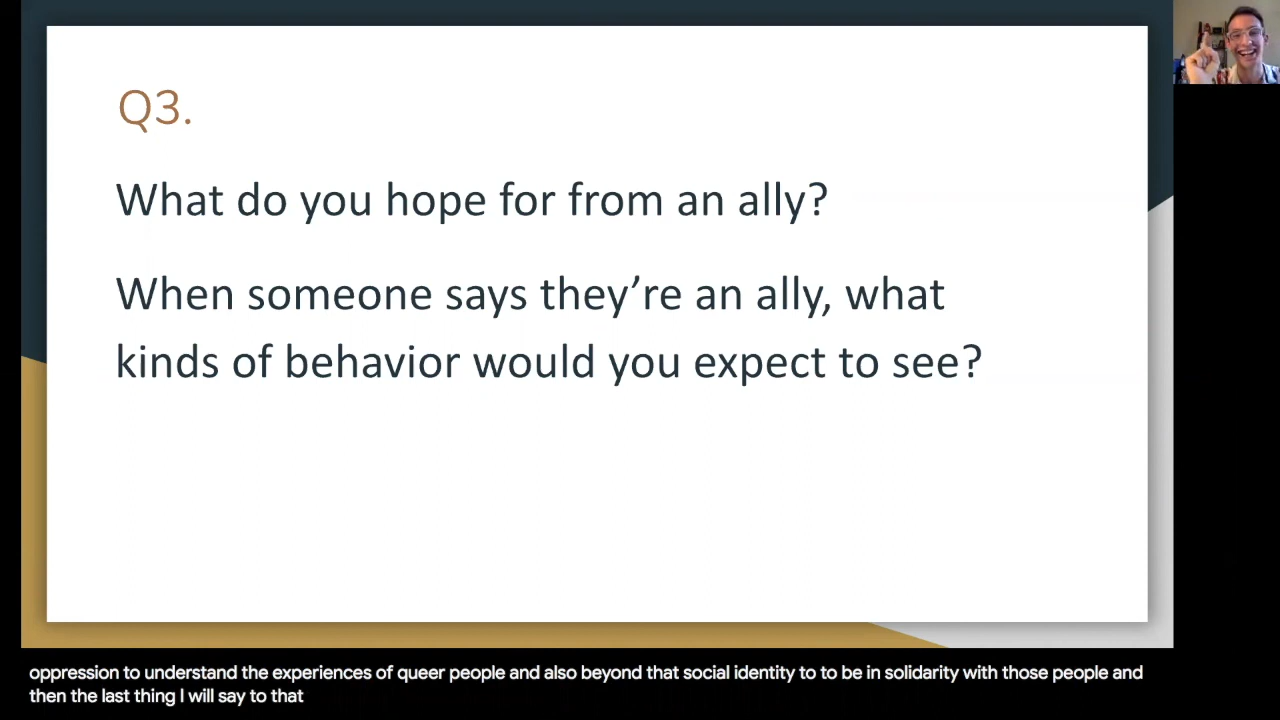 Q3.
What do you hope for from an ally?
When someone says they’re an ally, what
kinds of behavior would you expect to see?
oppression to understand the experiences of queer people and also beyond that social identity to to be in solidarity with those people and
then the last thing I will say to that